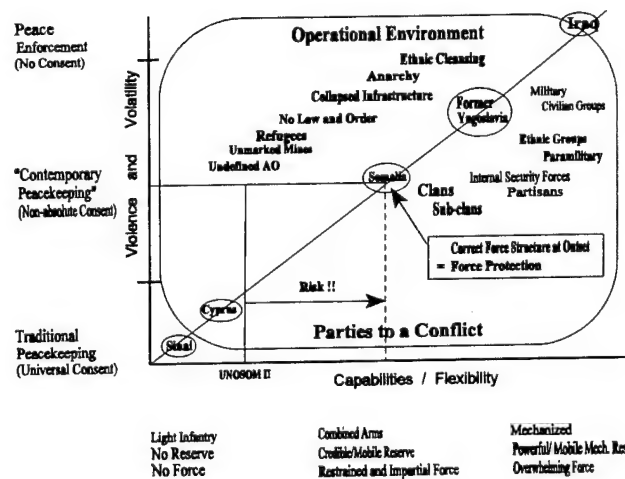 Peace
Enforcement
(No Consent)
"Contemporary
Peacekeeping"
(Non-absolute Consent)
Traditional
Peacekeeping
(Universal Consent)
Violence and Volatility
Operational Environment
Iraq
Ethnic Cleansing
Anarchy
Collapsed Infrastructure
No Law and Order
Refugees
Unmarked Mines
Undefined AO
Former
Yugoslavia
Military
Civilian Groups
Ethnic Groups
Paramilitary
Internal Security Forces
Partisans
Somalia
Clans
Sub-clans
Correct Force Structure at Outset
= Force Protection
Risk !!
Cyprus
Sinai
Parties to a Conflict
UNOSOM II
Capabilities / Flexibility
Light Infantry
No Reserve
No Force
Combined Arms
Credible/Mobile Reserve
Restrained and Impartial Force
Mechanized
Powerful/ Mobile Mech. Res
Overwhelming Force